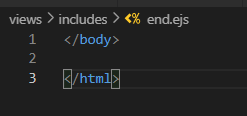 views > includes > <% end.ejs
1 </body>
2
3 </html>